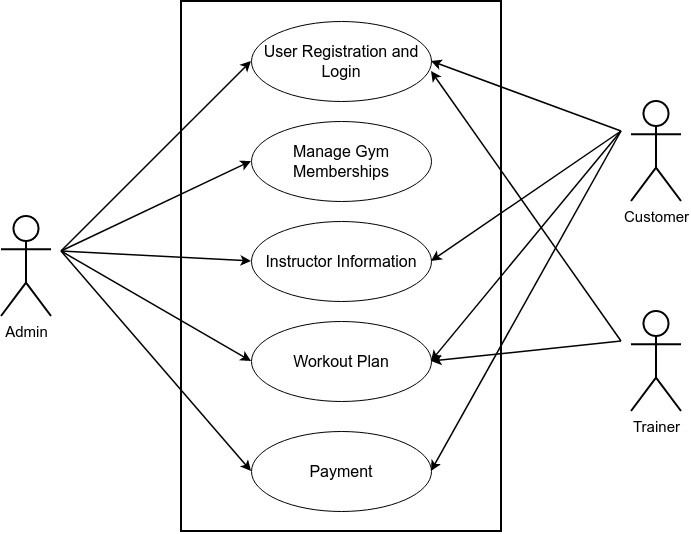 User Registration and
Login
Manage Gym
Memberships
Customer
Instructor Information
Admin
Workout Plan
Trainer
Payment